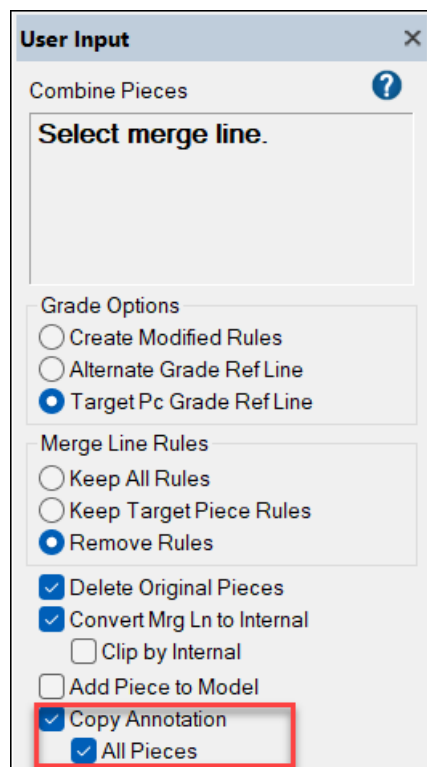 User Input
Combine Pieces
Select merge line.
Grade Options
Create Modified Rules
Alternate Grade Ref Line
Target Pc Grade Ref Line
Merge Line Rules
Keep All Rules
Keep Target Piece Rules
Remove Rules
Delete Original Pieces
Convert Mrg Ln to Internal
Clip by Internal
Add Piece to Model
Copy Annotation
All Pieces